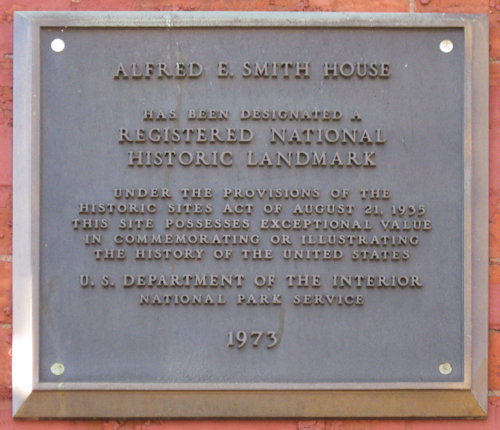 ALFRED E. SMITH HOUSE
HAS BEEN DESIGNATED A
REGISTERED NATIONAL
HISTORIC LANDMARK
UNDER THE PROVISIONS OF THE
HISTORIC SITES ACT OF AUGUST 21, 1935
THIS SITE POSSESSES EXCEPTIONAL VALUE
IN COMMEMORATING OR ILLUSTRATING
THE HISTORY OF THE UNITED STATES
U. S. DEPARTMENT OF THE INTERIOR
NATIONAL PARK SERVICE
1973